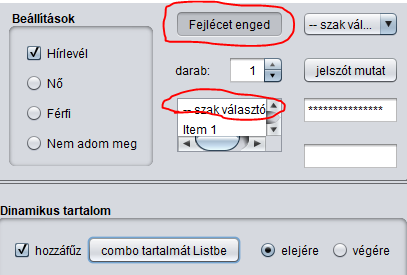 Beállítások
Fejlécet enged
-- szak vál...
Hírlevél
Nő
Férfi
Nem adom meg
darab:
1
jelszót mutat
-- szak választó
Item 1
***************
Dinamikus tartalom
hozzáfűz
combo tartalmát Listbe
elejére
végére